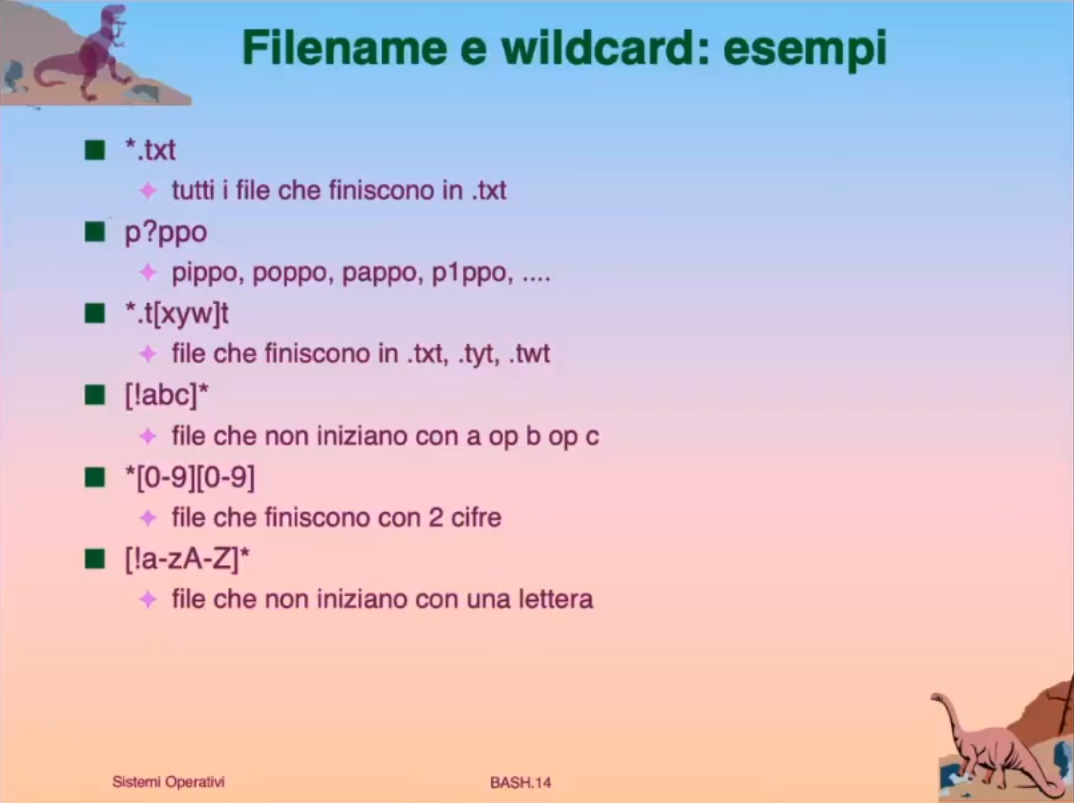 Filename e wildcard: esempi
*.txt
tutti i file che finiscono in .txt
p?ppo
pippo, poppo, pappo, p1ppo, ....
*.t[xyw]t
file che finiscono in .txt, .tyt, .twt
[!abc]*
file che non iniziano con a op b op c
*[0-9][0-9]
file che finiscono con 2 cifre
[!a-zA-Z]*
file che non iniziano con una lettera
Sistemi Operativi
BASH.14